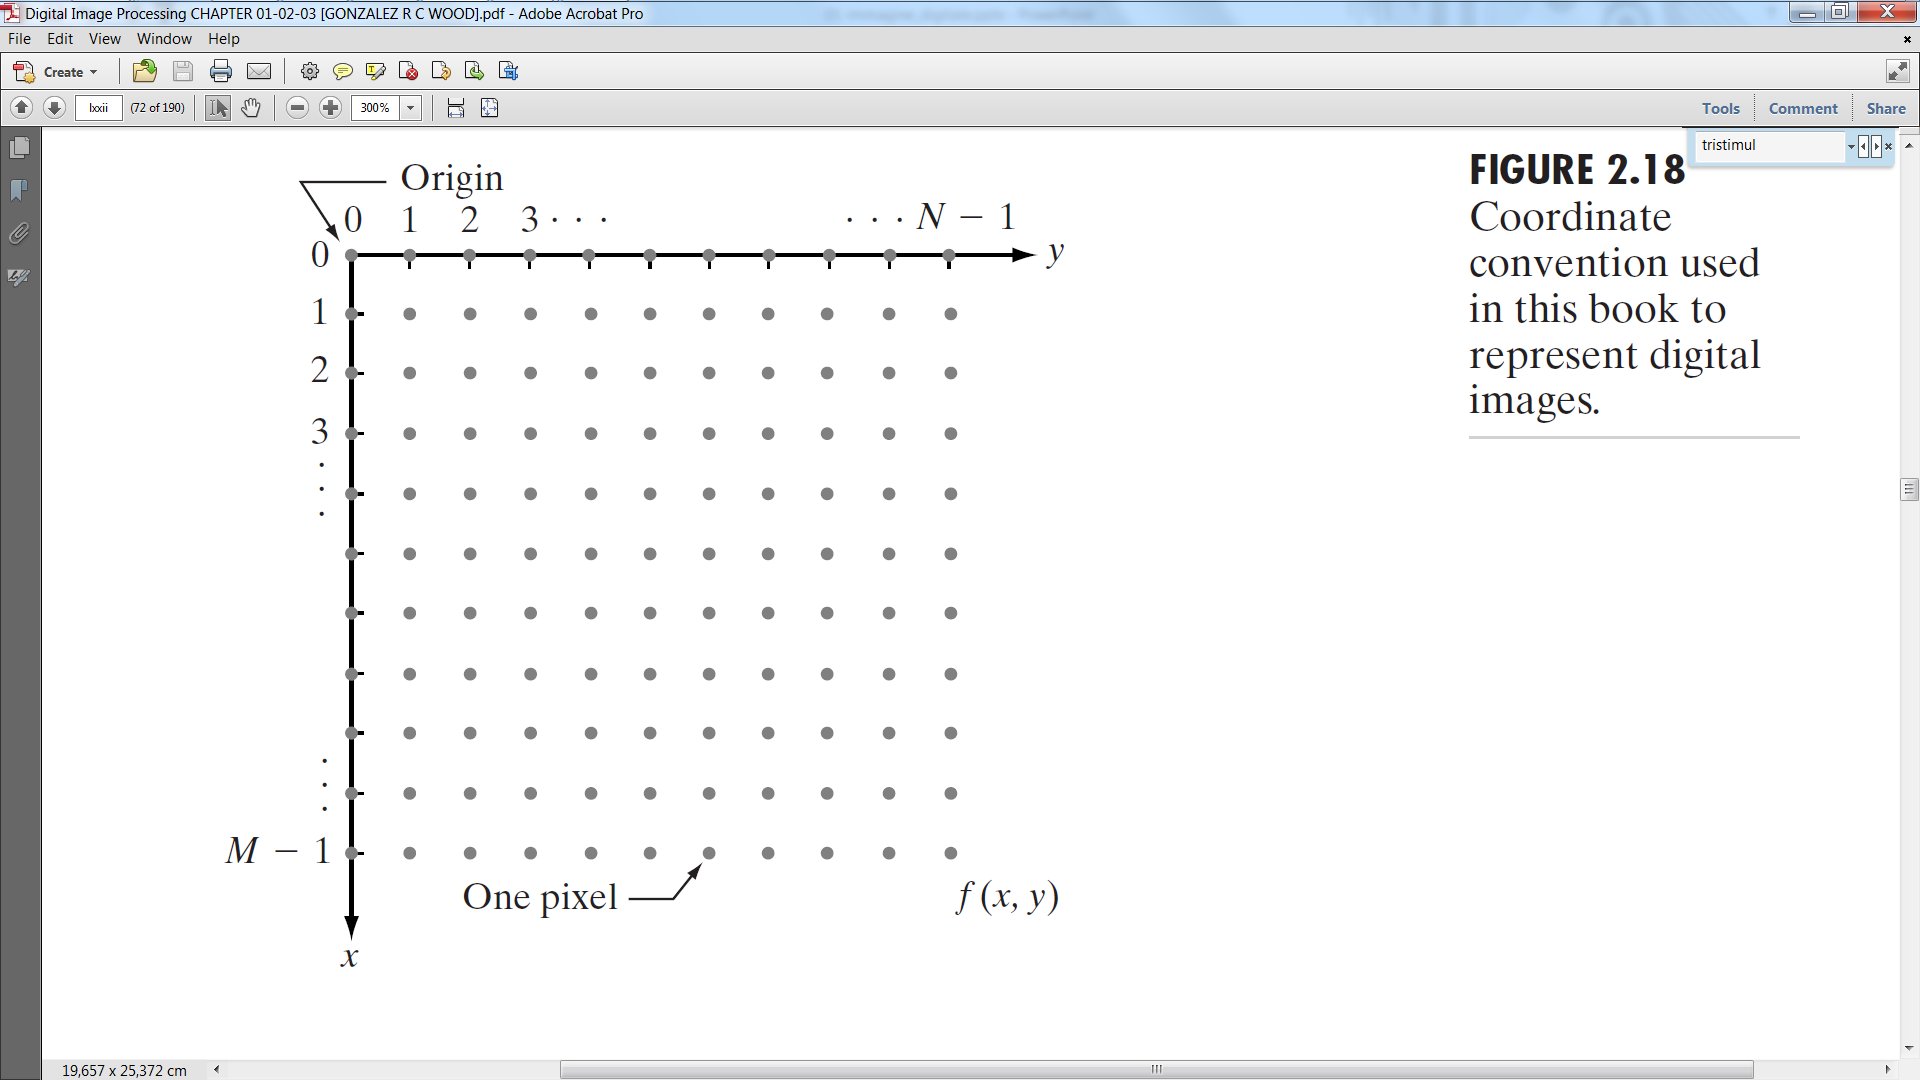 Digital Image Processing CHAPTER 01-02-03 [GONZALEZ R C WOOD].pdf - Adobe Acrobat Pro
File Edit View Window Help
Create
lxxii (72 of 190) 300% Tools Comment Share
tristimul
Origin
0 1 2 3 · · · · · · N − 1
0 y
1
2
3
·
·
·
·
·
·
M − 1
One pixel f (x, y)
x
FIGURE 2.18
Coordinate
convention used
in this book to
represent digital
images.
19,657 x 25,372 cm